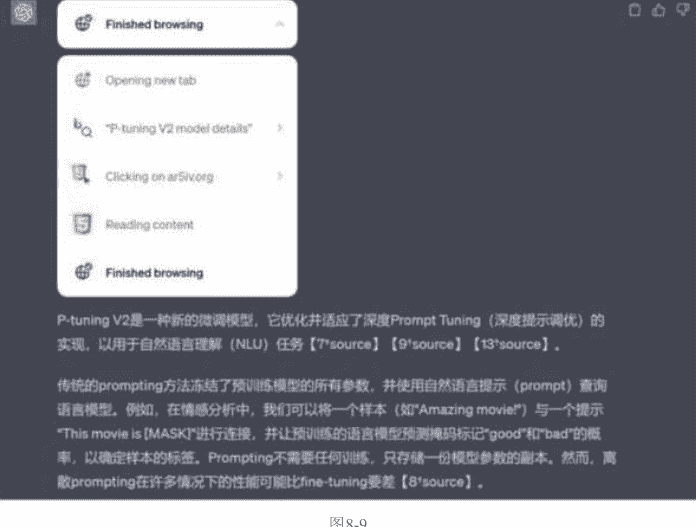 Finished browsing
Opening new tab
"P-tuning V2 model details"
Clicking on arSiv.org
Reading content
Finished browsing
P-tuning V2是一种新的微调模型，它优化并适应了深度Prompt Tuning（深度提示调优）的
实现，以用于自然语言理解（NLU）任务【7†source】【9†source】【13†source】。
传统的prompting方法冻结了预训练模型的所有参数，并使用自然语言提示（prompt）查询
语言模型。例如，在情感分析中，我们可以将一个样本（如"Amazing movie!"）与一个提示
"This movie is [MASK]"进行连接，并让预训练的语言模型预测掩码标记"good"和"bad"的概
率，以确定样本的标签。Prompting不需要任何训练，只存储一份模型参数的副本。然而，离
散prompting在许多情况下的性能可能比fine-tuning要差【8†source】。
图8-9